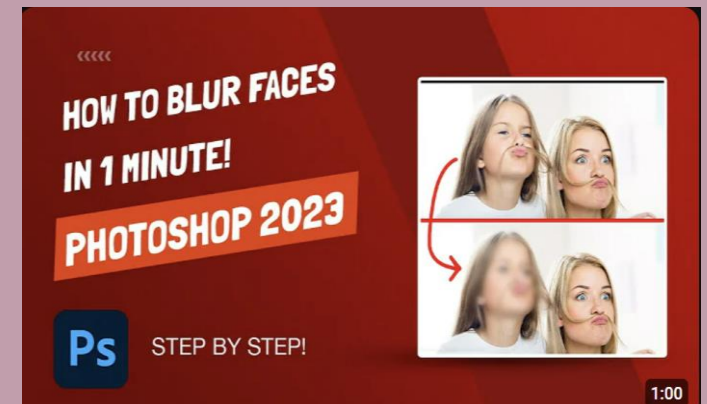 HOW TO BLUR FACES
IN 1 MINUTE!
PHOTOSHOP 2023
Ps
STEP BY STEP!
1:00